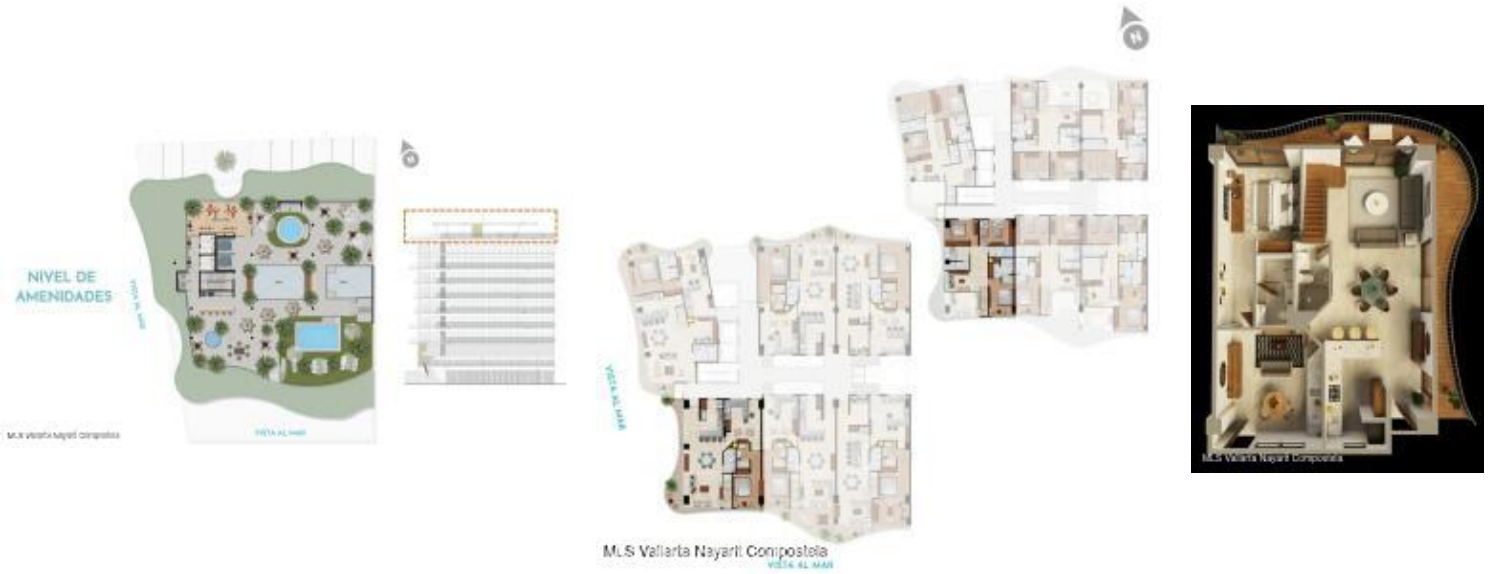 NIVEL DE
AMENIDADES
VISTA AL MAR
VISTA AL MAR
MLS Vallarta Nayarit Compostela
N
VISTA AL MAR
MLS Vallarta Nayarit Compostela
VISTA AL MAR
N
MLS Vallarta Nayarit Compostela